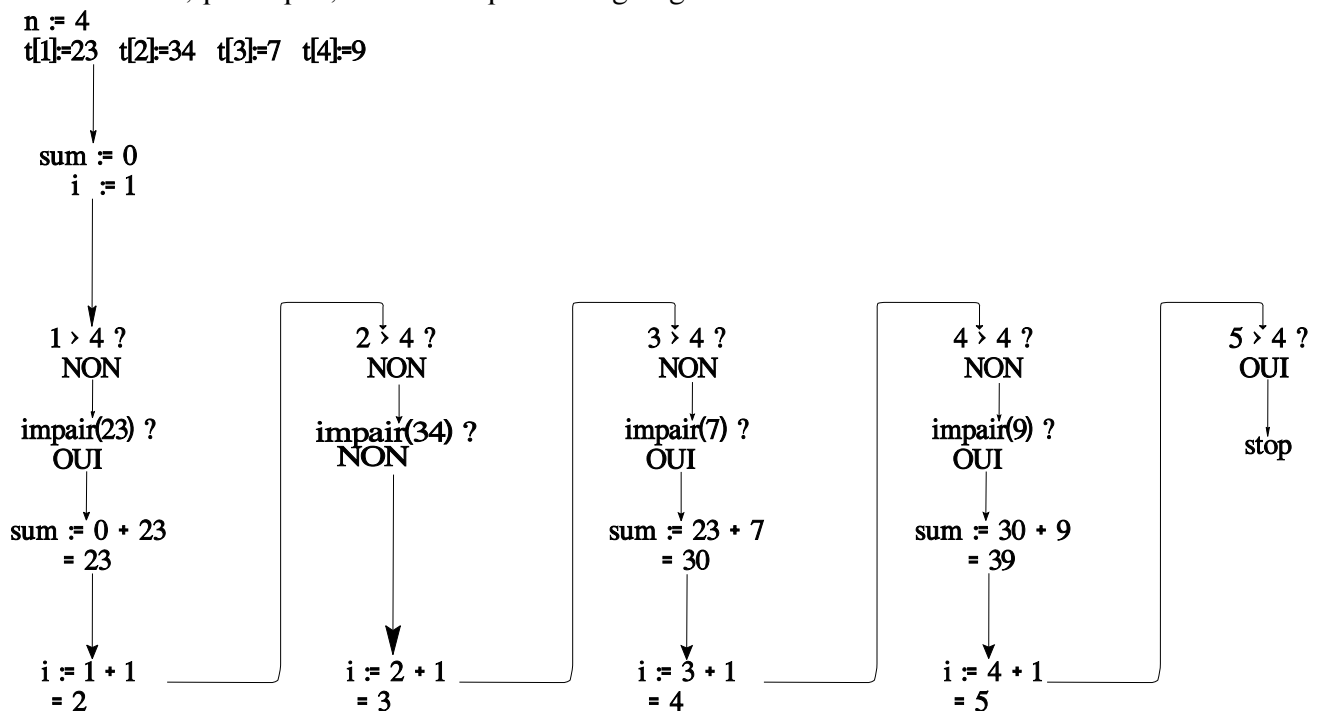 n := 4
t[1]:=23 t[2]:=34 t[3]:=7 t[4]:=9
sum := 0
i := 1
1 > 4 ?
NON
impair(23) ?
OUI
sum := 0 + 23
= 23
i := 1 + 1
= 2
2 > 4 ?
NON
impair(34) ?
NON
i := 2 + 1
= 3
3 > 4 ?
NON
impair(7) ?
OUI
sum := 23 + 7
= 30
i := 3 + 1
= 4
4 > 4 ?
NON
impair(9) ?
OUI
sum := 30 + 9
= 39
i := 4 + 1
= 5
5 > 4 ?
OUI
stop